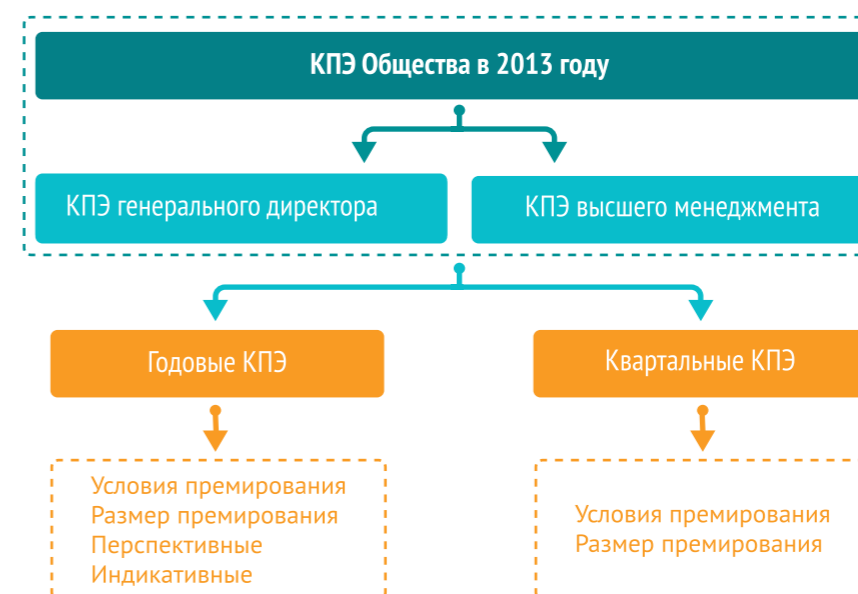 КПЭ Общества в 2013 году
КПЭ генерального директора
КПЭ высшего менеджмента
Годовые КПЭ
Квартальные КПЭ
Условия премирования
Размер премирования
Перспективные
Индикативные
Условия премирования
Размер премирования